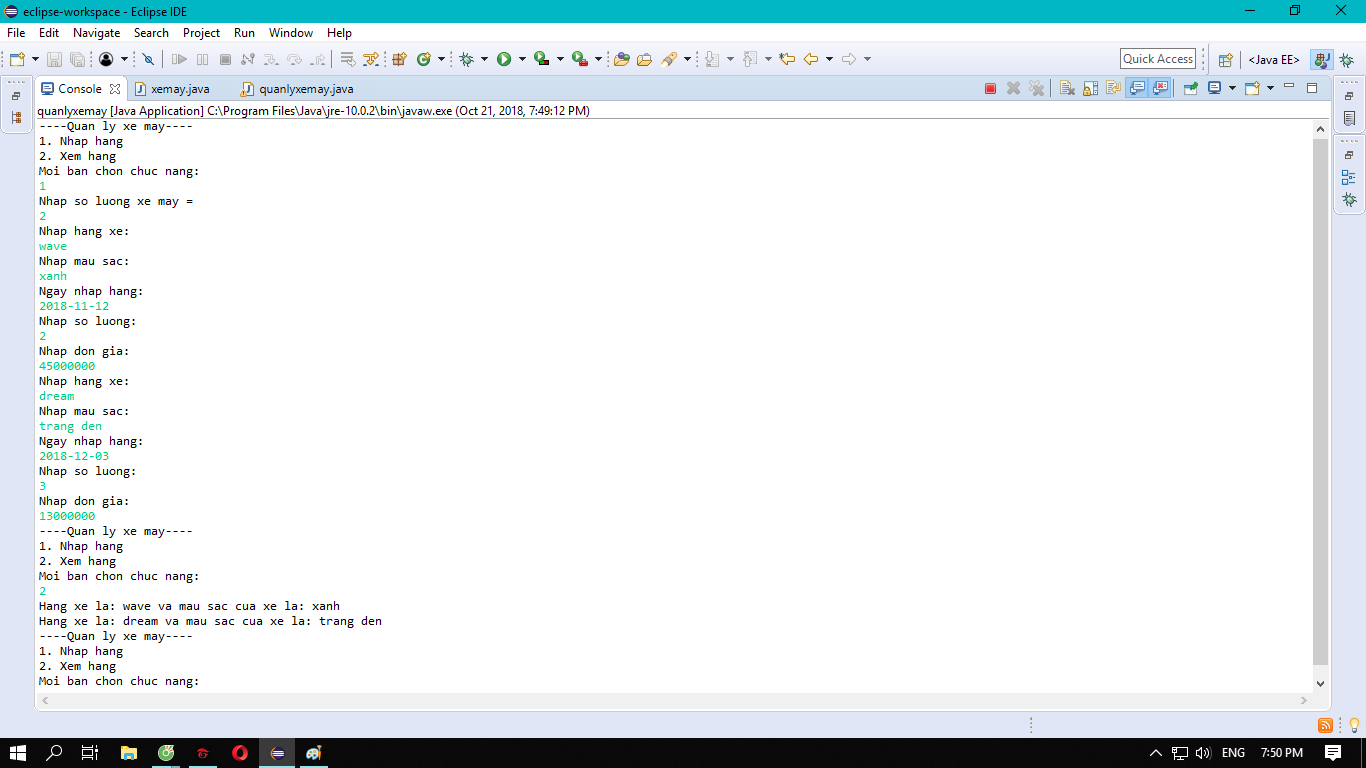 eclipse-workspace - Eclipse IDE
File Edit Navigate Search Project Run Window Help
Quick Access <Java EE>
Console xemay.java quanlyxemay.java
quanlyxemay [Java Application] C:\Program Files\Java\jre-10.0.2\bin\javaw.exe (Oct 21, 2018, 7:49:12 PM)
----Quan ly xe may----
1. Nhap hang
2. Xem hang
Moi ban chon chuc nang:
1
Nhap so luong xe may =
2
Nhap hang xe:
wave
Nhap mau sac:
xanh
Ngay nhap hang:
2018-11-12
Nhap so luong:
2
Nhap don gia:
45000000
Nhap hang xe:
dream
Nhap mau sac:
trang den
Ngay nhap hang:
2018-12-03
Nhap so luong:
3
Nhap don gia:
13000000
----Quan ly xe may----
1. Nhap hang
2. Xem hang
Moi ban chon chuc nang:
2
Hang xe la: wave va mau sac cua xe la: xanh
Hang xe la: dream va mau sac cua xe la: trang den
----Quan ly xe may----
1. Nhap hang
2. Xem hang
Moi ban chon chuc nang:
ENG 7:50 PM